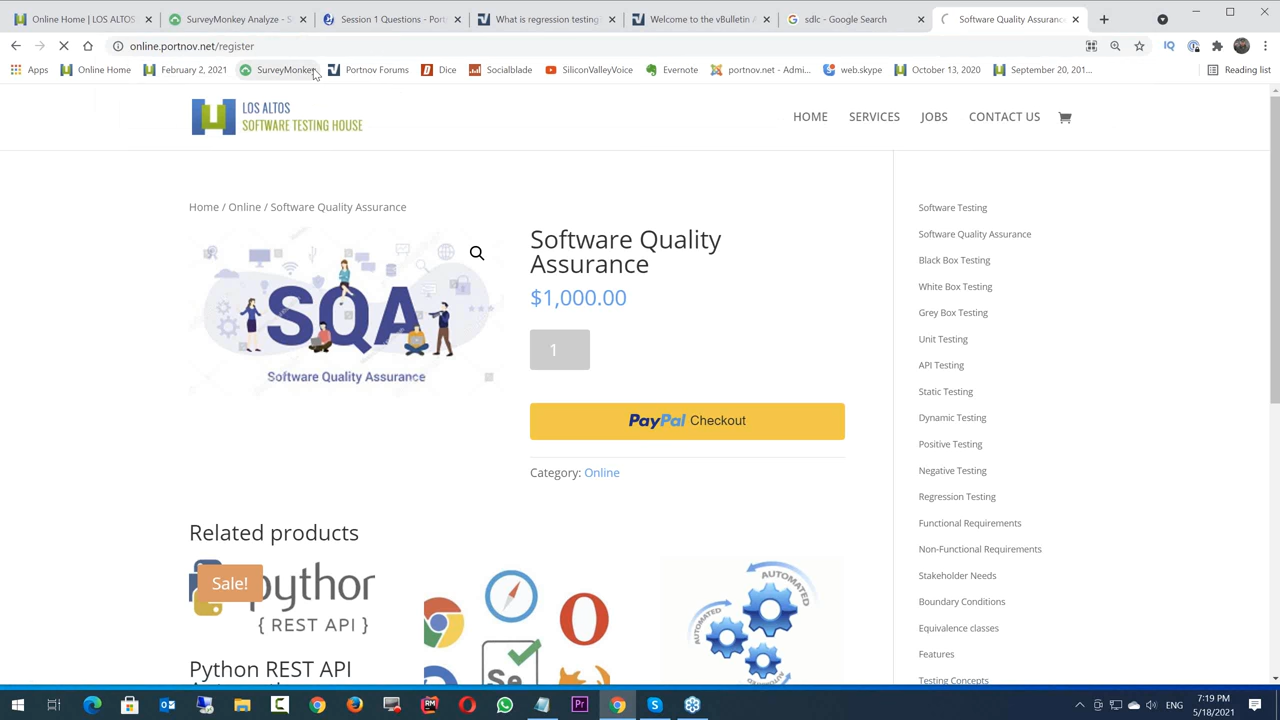 Online Home | Los Altos
SurveyMonkey Analyze - S
Session 1 Questions - Port
What is regression testing
Welcome to the vBulletin A
sdlc - Google Search
Software Quality Assurance
online.portnov.net/register
Apps
Online Home
February 2, 2021
SurveyMonkey
Portnov Forums
Dice
Socialblade
SiliconValleyVoice
Evernote
portnov.net - Admi...
web.skype
October 13, 2020
September 20, 201...
Reading list
LOS ALTOS
SOFTWARE TESTING HOUSE
HOME
SERVICES
JOBS
CONTACT US
Home / Online / Software Quality Assurance
SQA
Software Quality Assurance
Software Quality
Assurance
$1,000.00
1
PayPal Checkout
Category: Online
Related products
Sale!
python
{ REST API }
Python REST API
Se
AUTOMATED
AUTOMATED
Software Testing
Software Quality Assurance
Black Box Testing
White Box Testing
Grey Box Testing
Unit Testing
API Testing
Static Testing
Dynamic Testing
Positive Testing
Negative Testing
Regression Testing
Functional Requirements
Non-Functional Requirements
Stakeholder Needs
Boundary Conditions
Equivalence classes
Features
Testing Concepts
ENG
7:19 PM
5/18/2021